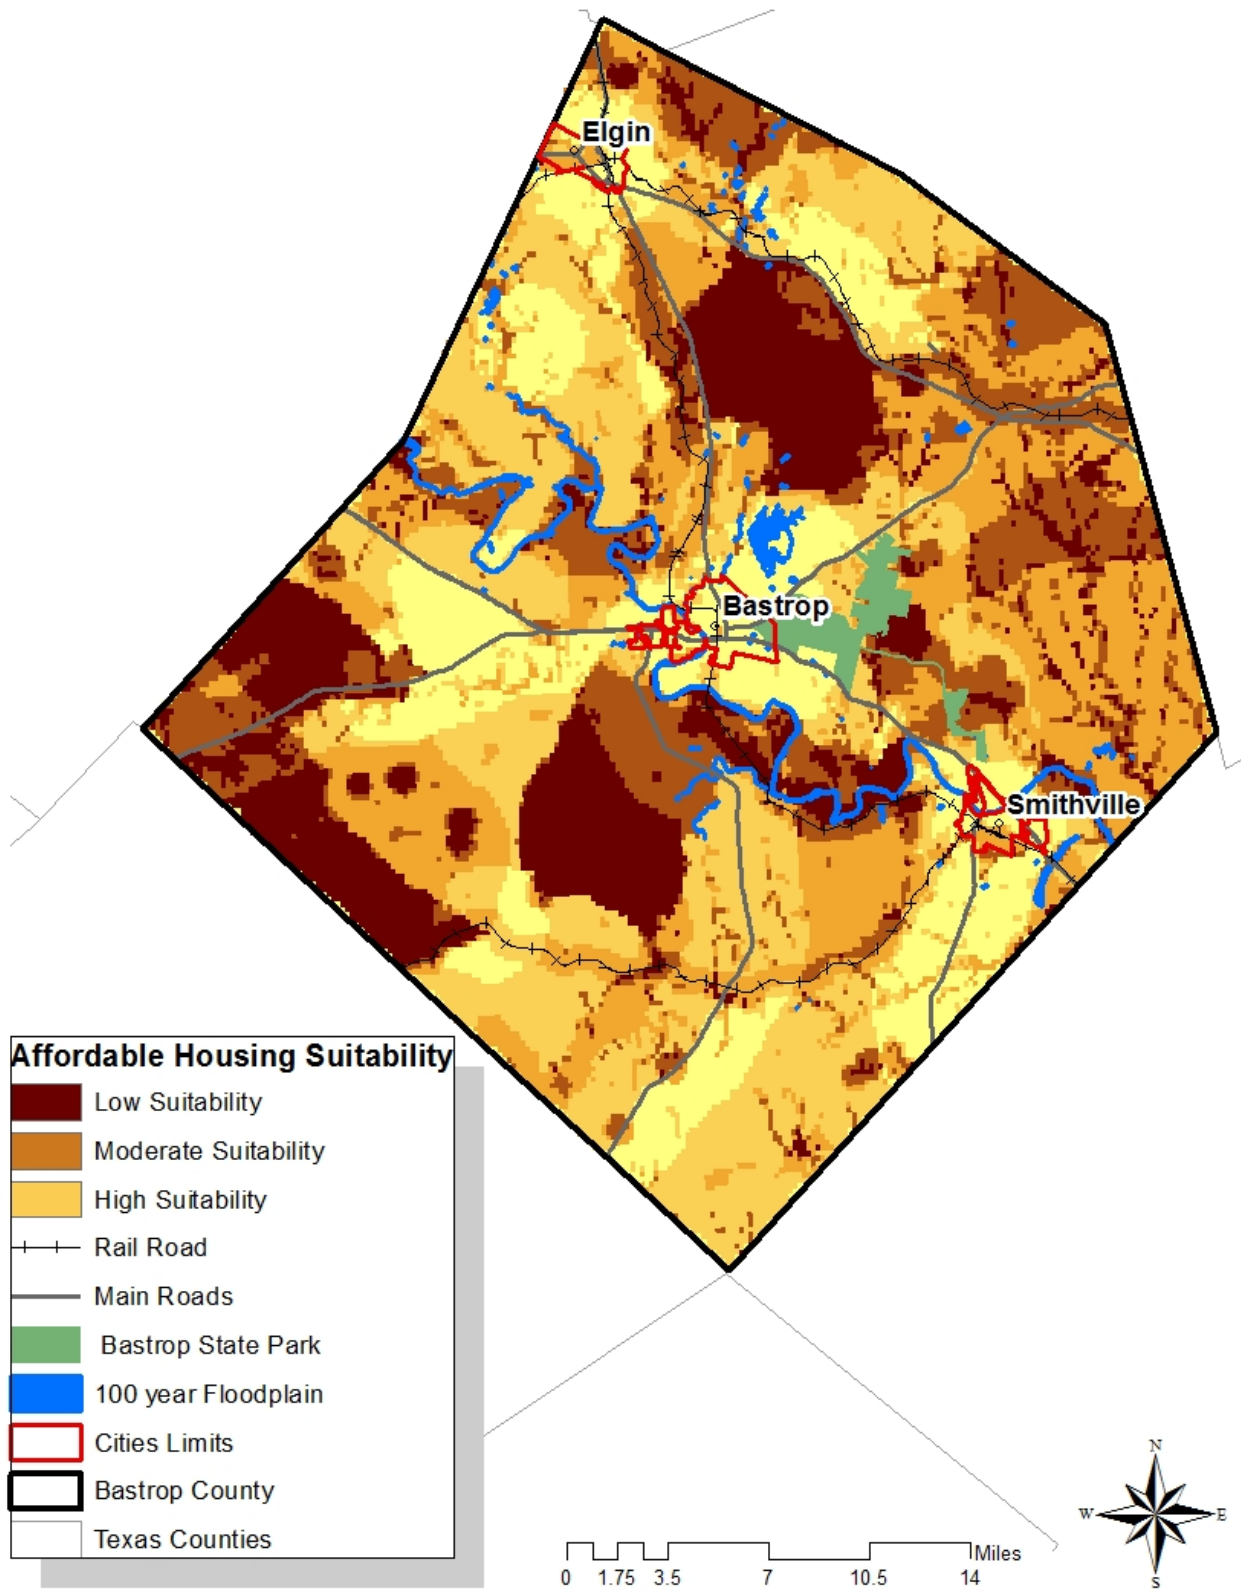 Elgin
Bastrop
Smithville
Affordable Housing Suitability
Low Suitability
Moderate Suitability
High Suitability
Rail Road
Main Roads
Bastrop State Park
100 year Floodplain
Cities Limits
Bastrop County
Texas Counties
Miles
0 1.75 3.5 7 10.5 14
N
W E
S